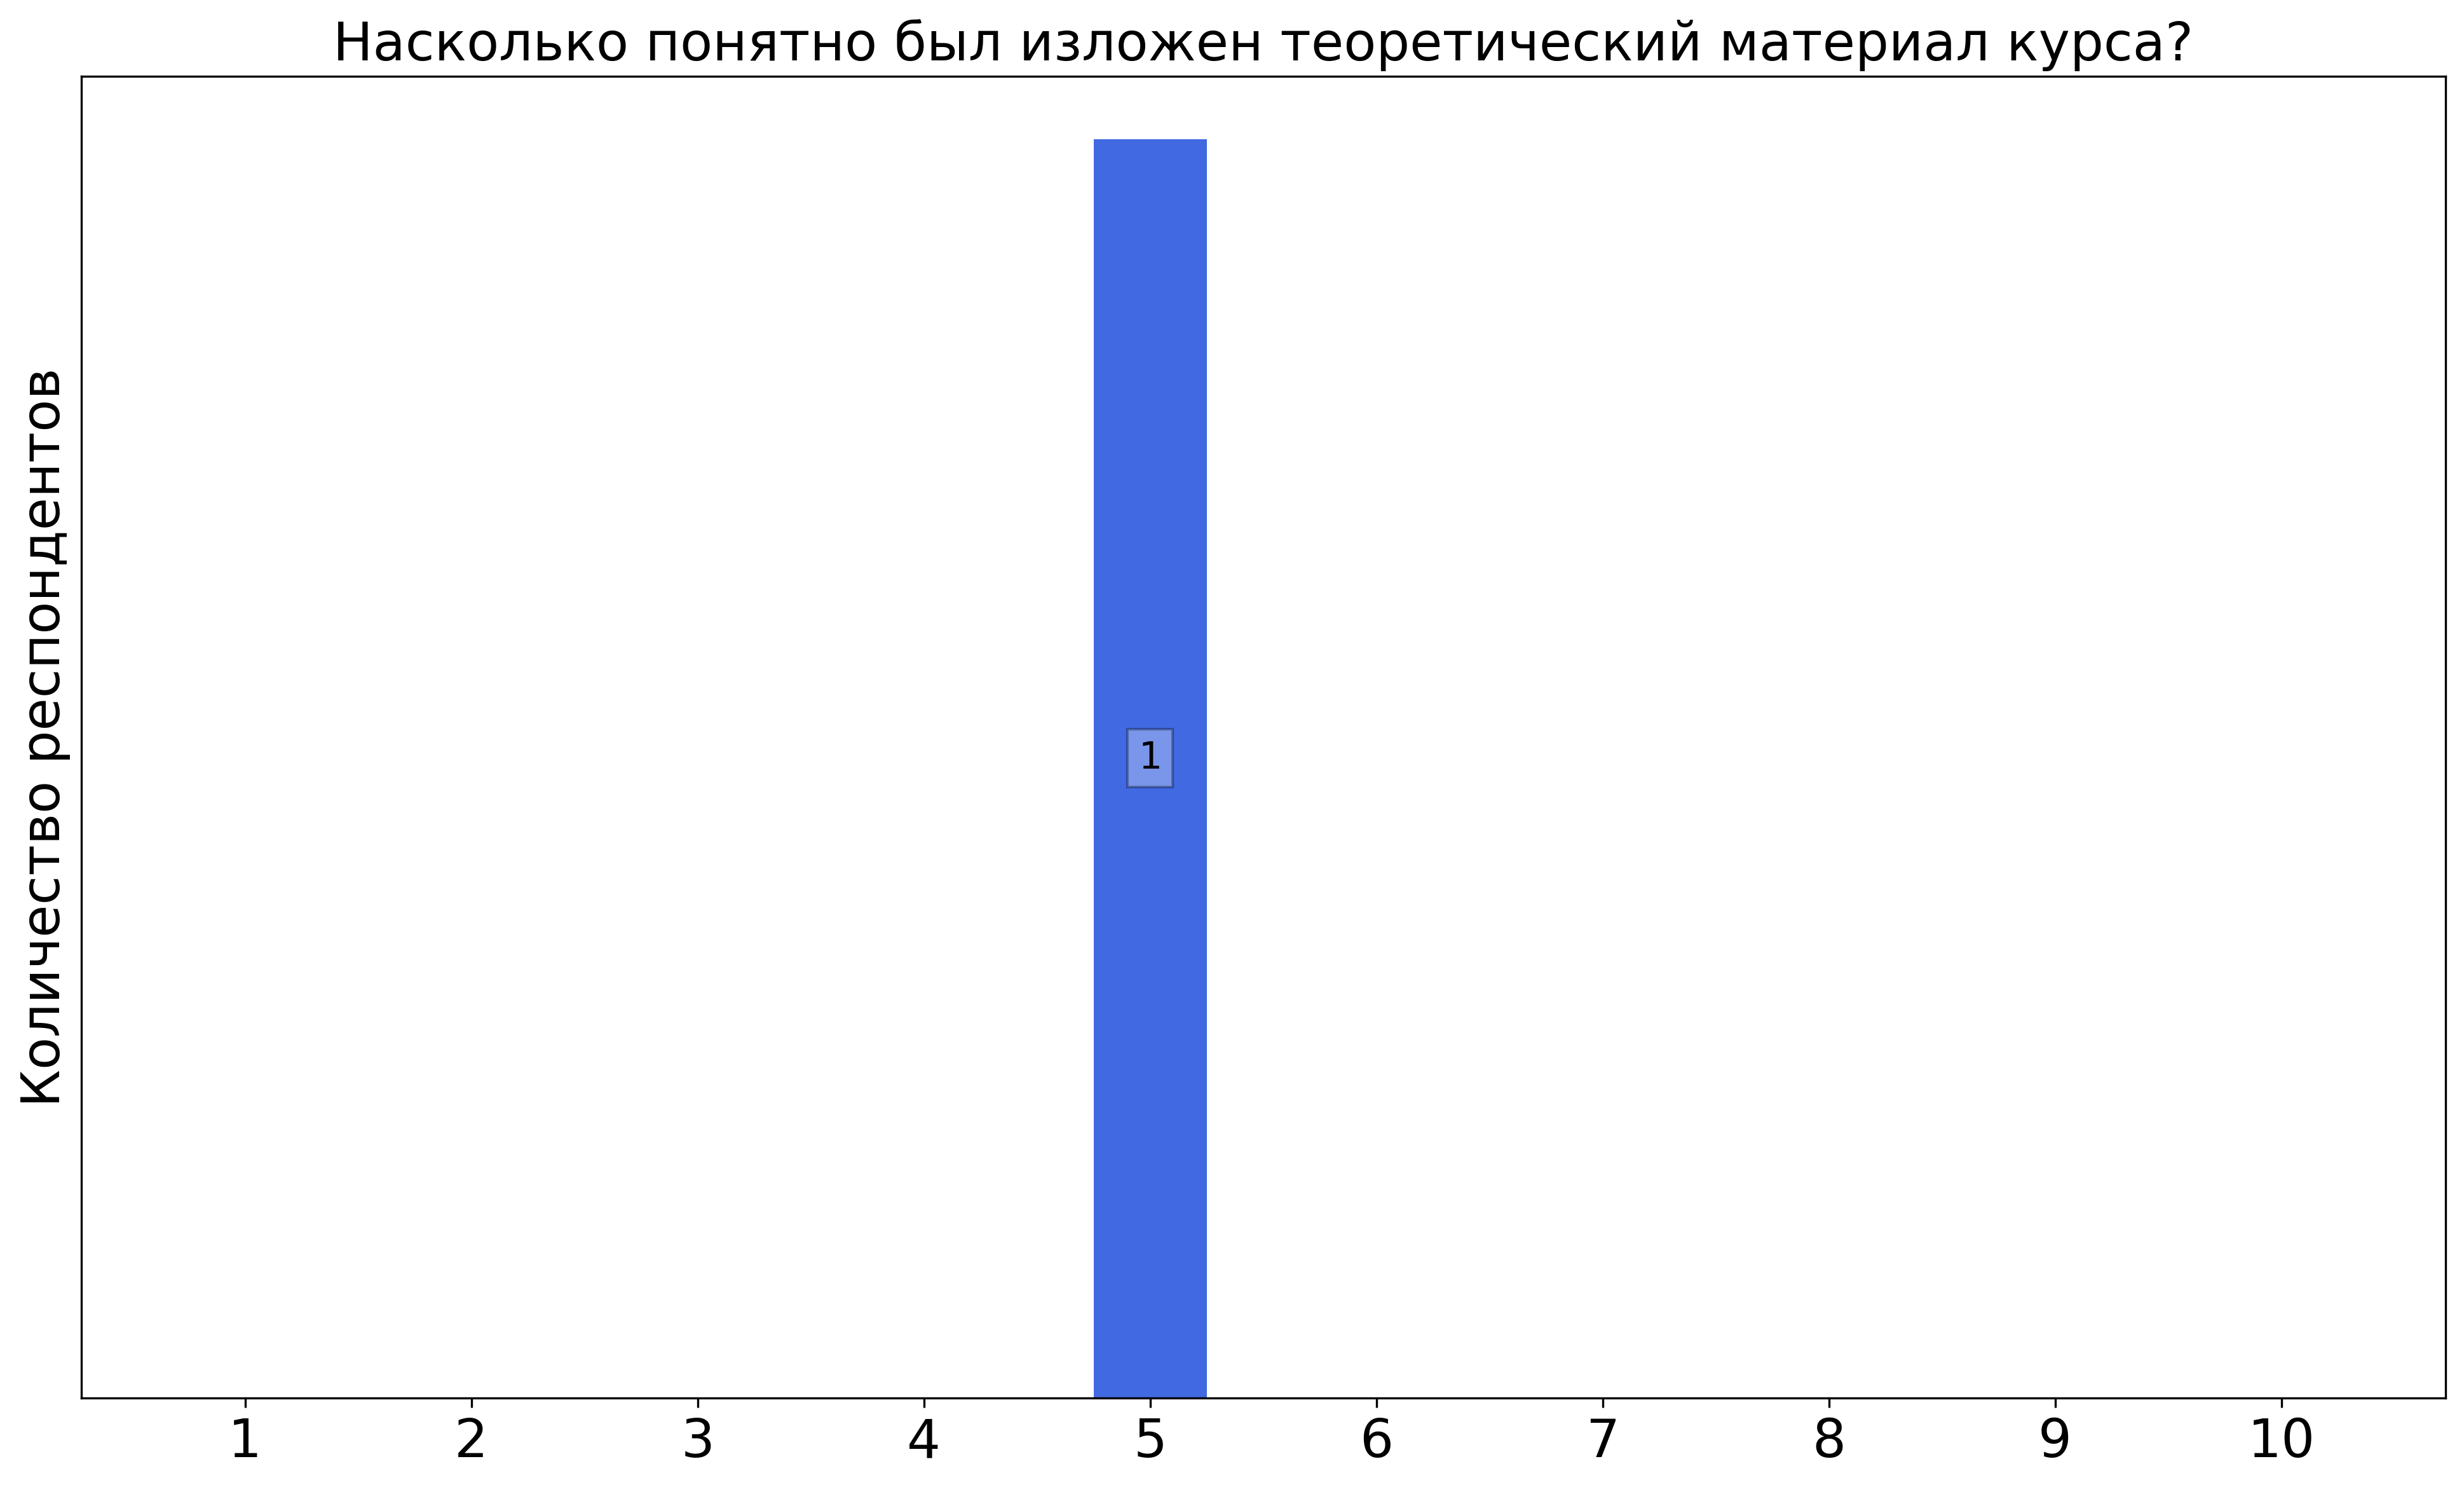 Насколько понятно был изложен теоретический материал курса?
Количество респондентов
1
1 2 3 4 5 6 7 8 9 10